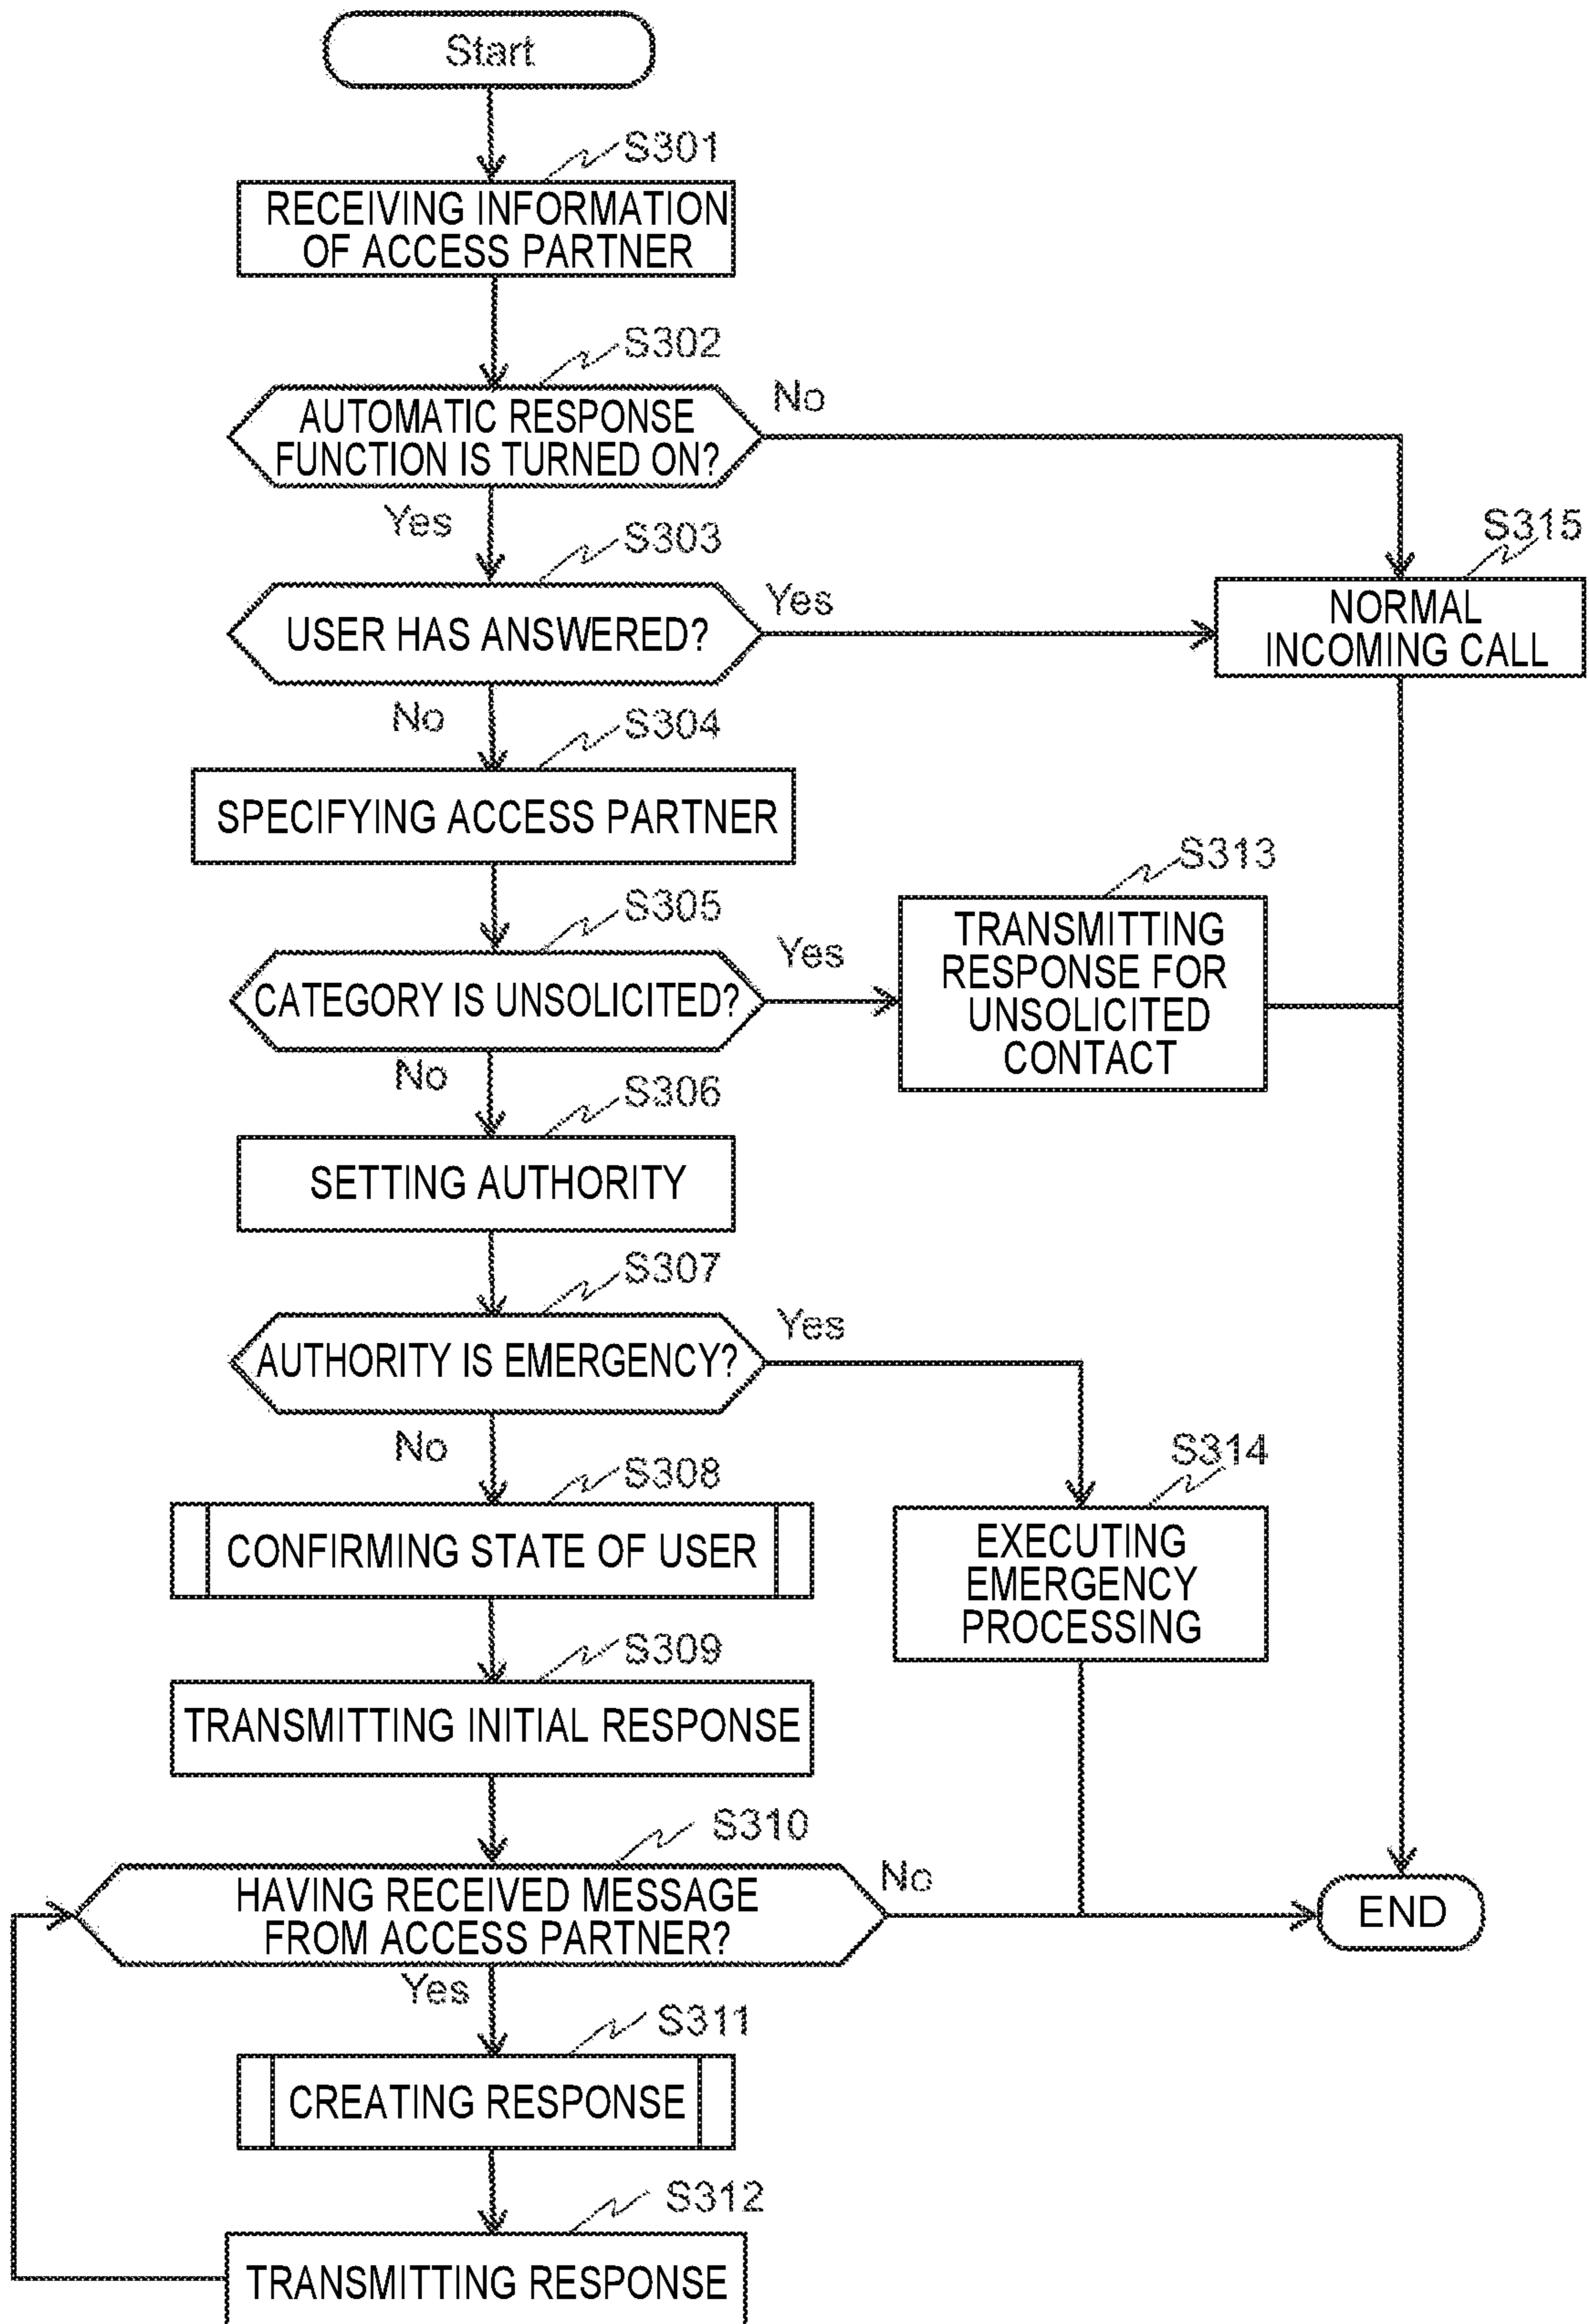 Start
S301
RECEIVING INFORMATION
OF ACCESS PARTNER
S302
AUTOMATIC RESPONSE
FUNCTION IS TURNED ON?
No
Yes
S303
USER HAS ANSWERED?
Yes
S315
NORMAL
INCOMING CALL
No
S304
SPECIFYING ACCESS PARTNER
S305
CATEGORY IS UNSOLICITED?
Yes
S313
TRANSMITTING
RESPONSE FOR
UNSOLICITED
CONTACT
No
S306
SETTING AUTHORITY
S307
AUTHORITY IS EMERGENCY?
Yes
S314
EXECUTING
EMERGENCY
PROCESSING
No
S308
CONFIRMING STATE OF USER
S309
TRANSMITTING INITIAL RESPONSE
S310
HAVING RECEIVED MESSAGE
FROM ACCESS PARTNER?
No
END
Yes
S311
CREATING RESPONSE
S312
TRANSMITTING RESPONSE